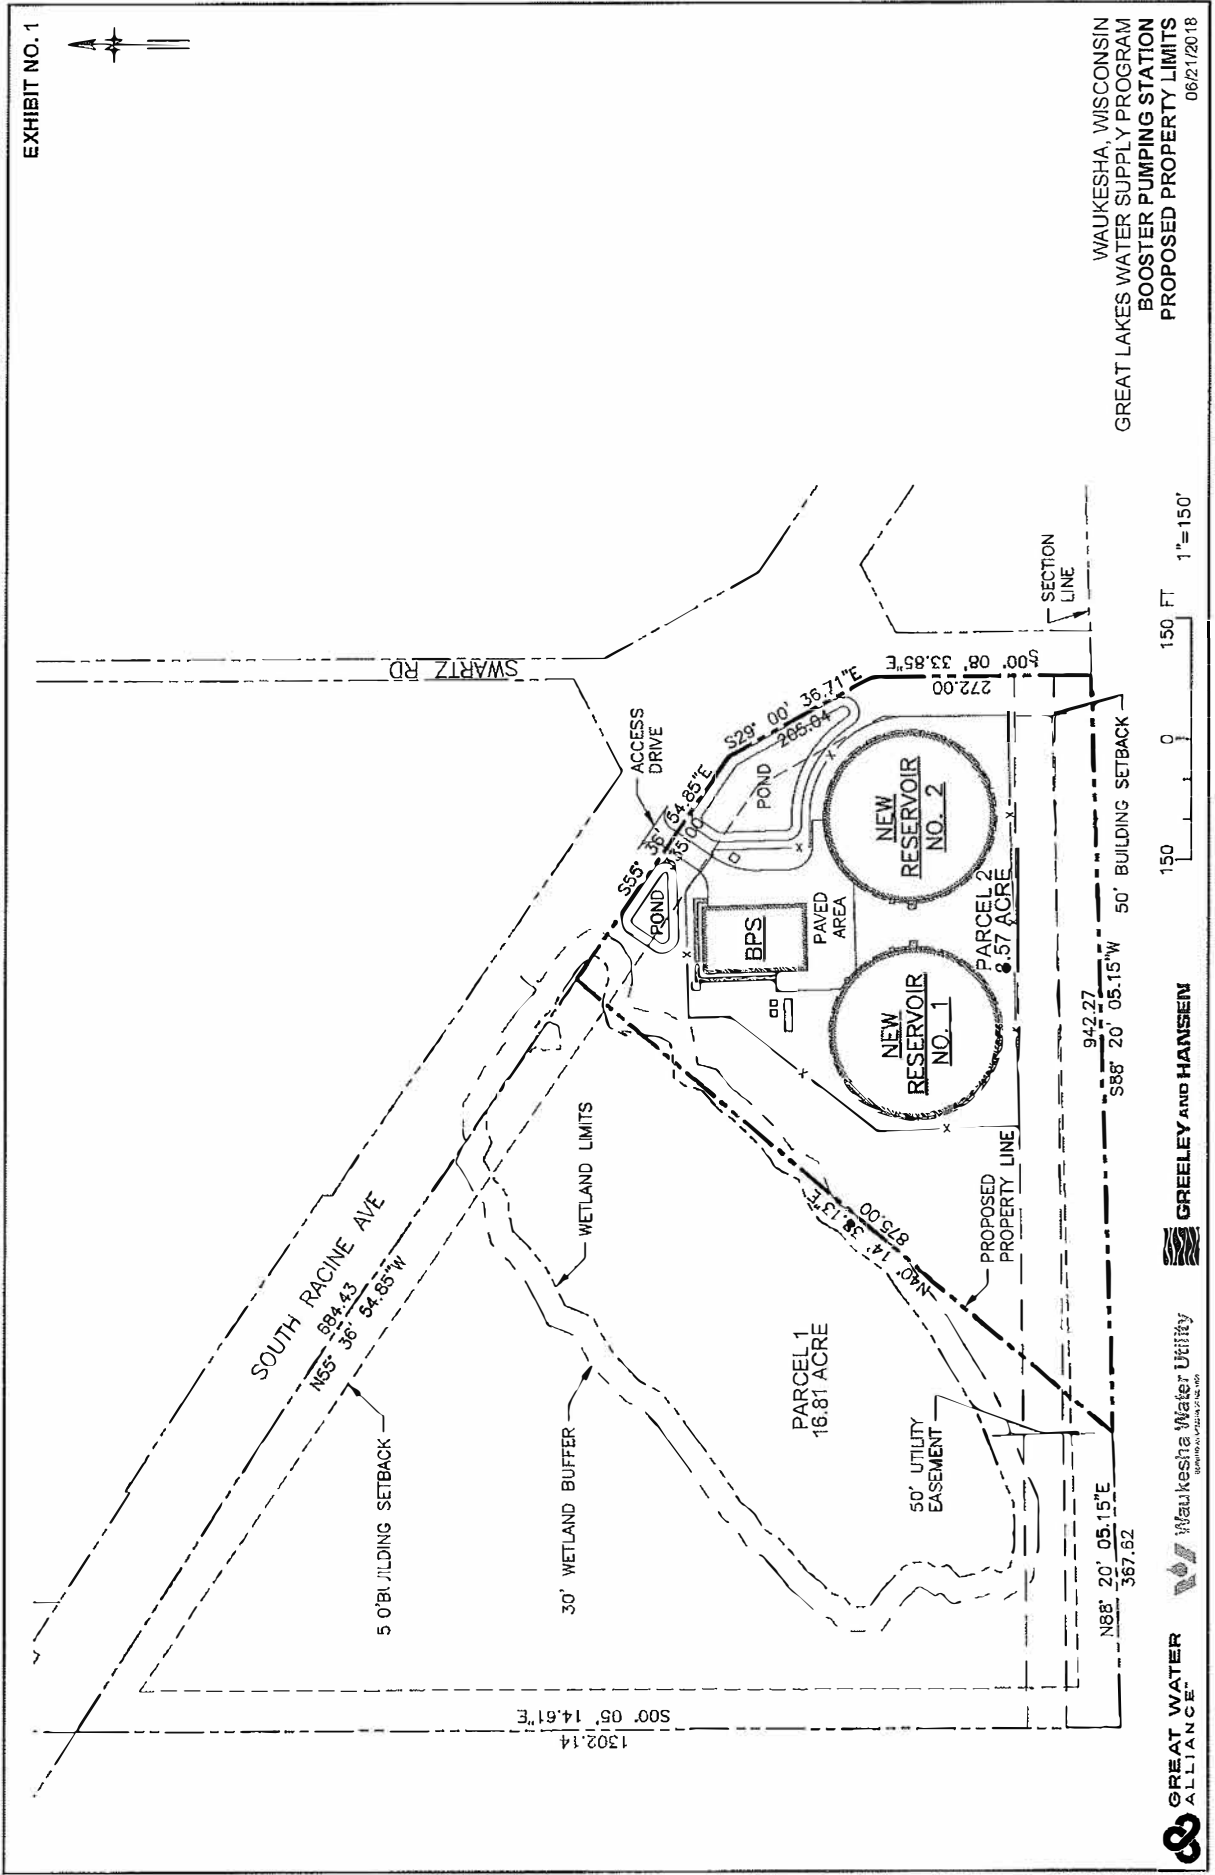 EXHIBIT NO. 1
SWARTZ RD
SOUTH RACINE AVE
684.43
N55° 36' 54.85"W
5 0'BUILDING SETBACK
30' WETLAND BUFFER
WETLAND LIMITS
ACCESS
DRIVE
S55° 36' 54.85"E
S29° 00' 36.71"E
205.04
POND
POND
S00° 08' 33.85"E
272.00
SECTION
LINE
BPS
PAVED
AREA
NEW
RESERVOIR
NO. 1
NEW
RESERVOIR
NO. 2
PARCEL 2
8.57 ACRE
PARCEL 1
16.81 ACRE
N40° 14' 38.13"E
875.00
PROPOSED
PROPERTY LINE
50' UTILITY
EASEMENT
S00° 05' 14.61"E
1302.14
N88° 20' 05.15"E
367.62
942.27
S88° 20' 05.15"W
50' BUILDING SETBACK
150 0 150 FT 1"=150'
WAUKESHA, WISCONSIN
GREAT LAKES WATER SUPPLY PROGRAM
BOOSTER PUMPING STATION
PROPOSED PROPERTY LIMITS
06/21/2018
GREAT WATER
ALLIANCE
Waukesha Water Utility
GREELEY AND HANSEN